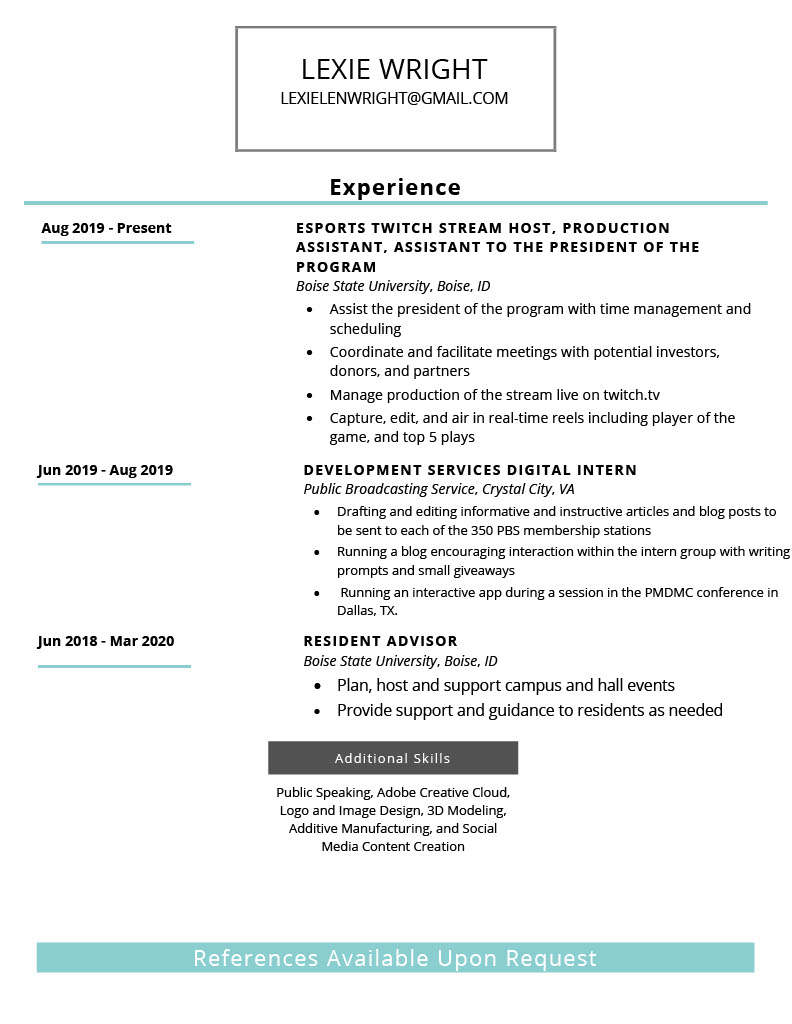 LEXIE WRIGHT
LEXIELENWRIGHT@GMAIL.COM
Experience
Aug 2019 - Present
ESPORTS TWITCH STREAM HOST, PRODUCTION
ASSISTANT, ASSISTANT TO THE PRESIDENT OF THE
PROGRAM
Boise State University, Boise, ID
• Assist the president of the program with time management and
scheduling
• Coordinate and facilitate meetings with potential investors,
donors, and partners
• Manage production of the stream live on twitch.tv
• Capture, edit, and air in real-time reels including player of the
game, and top 5 plays
Jun 2019 - Aug 2019
DEVELOPMENT SERVICES DIGITAL INTERN
Public Broadcasting Service, Crystal City, VA
• Drafting and editing informative and instructive articles and blog posts to
be sent to each of the 350 PBS membership stations
• Running a blog encouraging interaction within the intern group with writing
prompts and small giveaways
• Running an interactive app during a session in the PMDMC conference in
Dallas, TX.
Jun 2018 - Mar 2020
RESIDENT ADVISOR
Boise State University, Boise, ID
• Plan, host and support campus and hall events
• Provide support and guidance to residents as needed
Additional Skills
Public Speaking, Adobe Creative Cloud,
Logo and Image Design, 3D Modeling,
Additive Manufacturing, and Social
Media Content Creation
References Available Upon Request